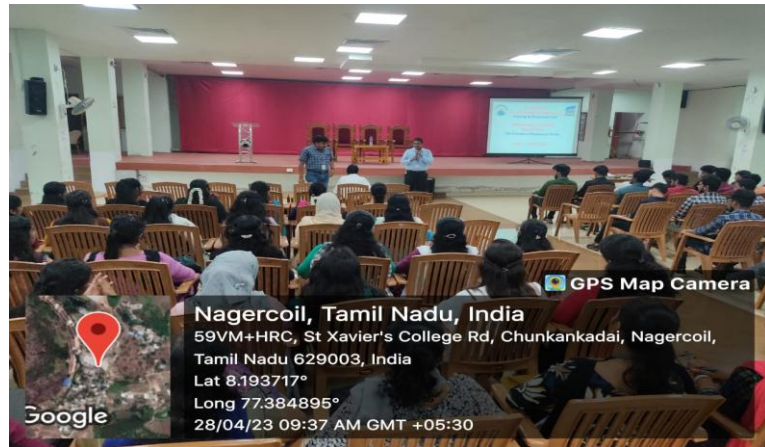 GPS Map Camera
Nagercoil, Tamil Nadu, India
59VM+HRC, St Xavier's College Rd, Chunkankadai, Nagercoil,
Tamil Nadu 629003, India
Lat 8.193717°
Long 77.384895°
28/04/23 09:37 AM GMT +05:30
Google